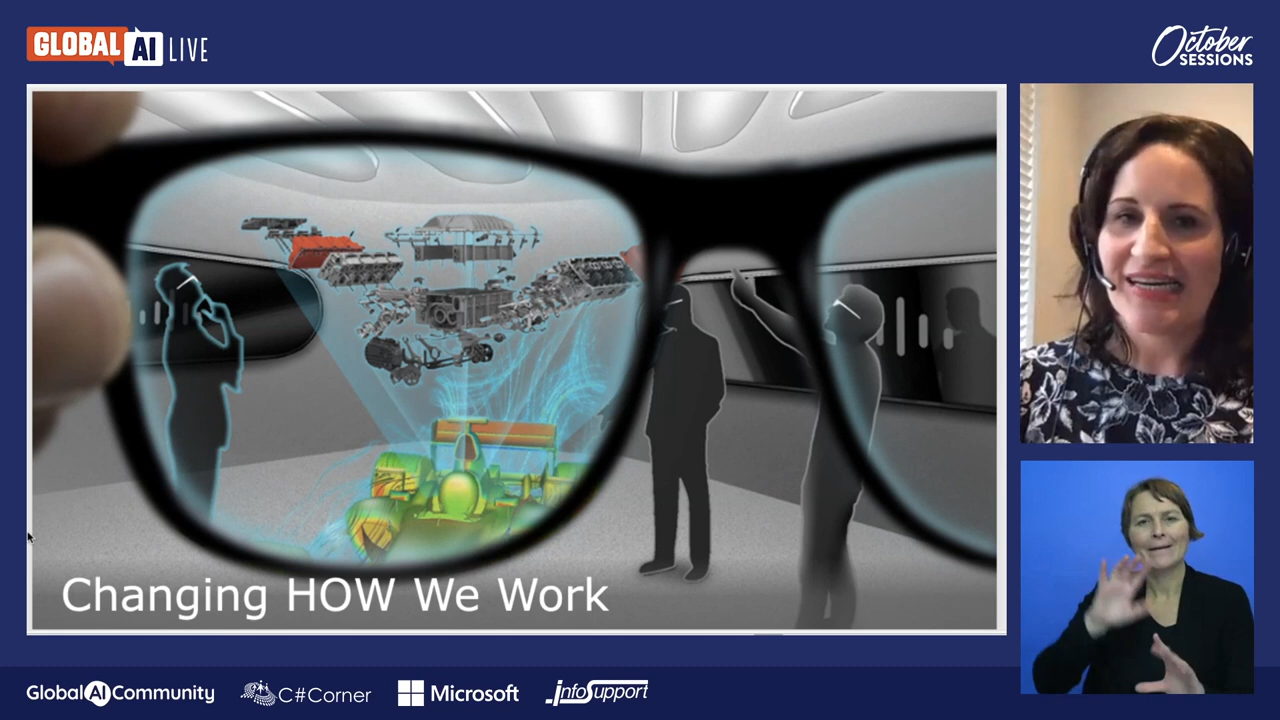 GLOBAL AI LIVE
October
SESSIONS
Changing HOW We Work
Global AI Community
C#Corner
Microsoft
InfoSupport